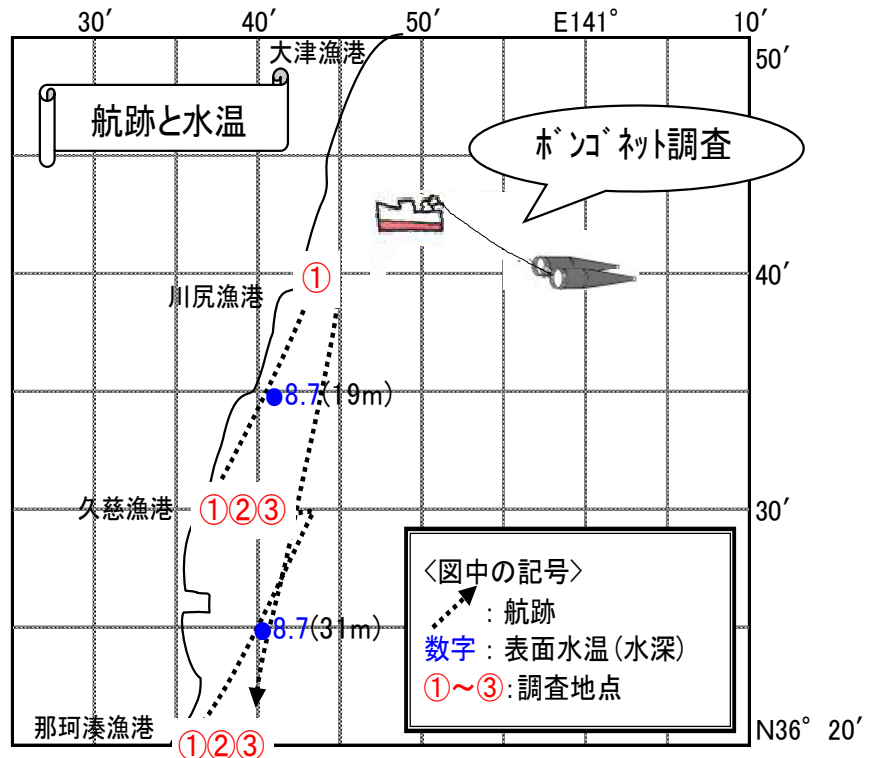 30′ 40′ 50′ E141° 10′
大津漁港
50′
航跡と水温
ボンゴネット調査
①
40′
川尻漁港
8.7(19m)
久慈漁港
①②③
30′
〈図中の記号〉
：航跡
数字：表面水温(水深)
①～③：調査地点
8.7(31m)
那珂湊漁港
①②③
N36° 20′